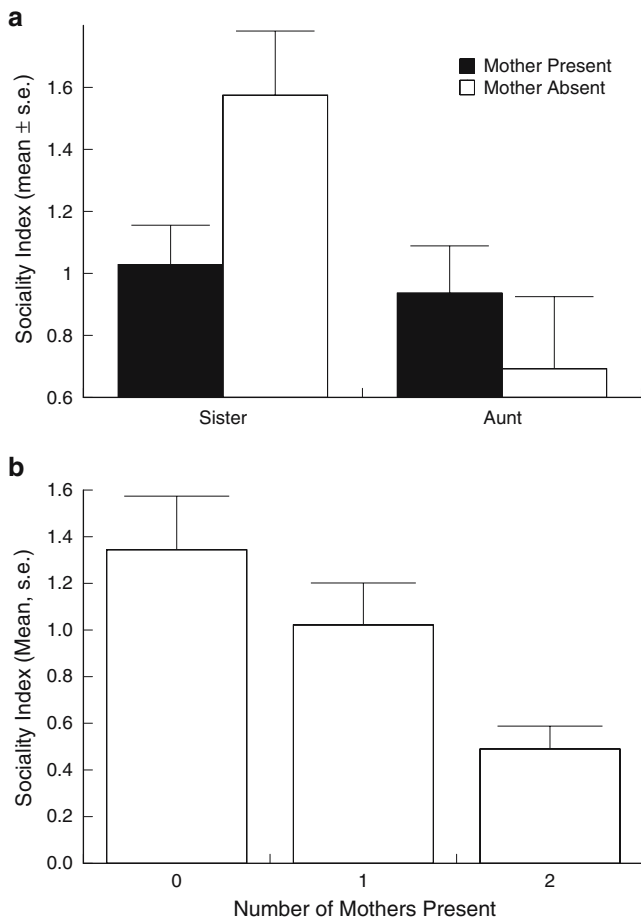 a
Sociality Index (mean ± s.e.)
1.6
1.4
1.2
1
0.8
0.6
Mother Present
Mother Absent
Sister Aunt
b
Sociality Index (Mean, s.e.)
1.6
1.4
1.2
1.0
0.8
0.6
0.4
0.2
0.0
0 1 2
Number of Mothers Present